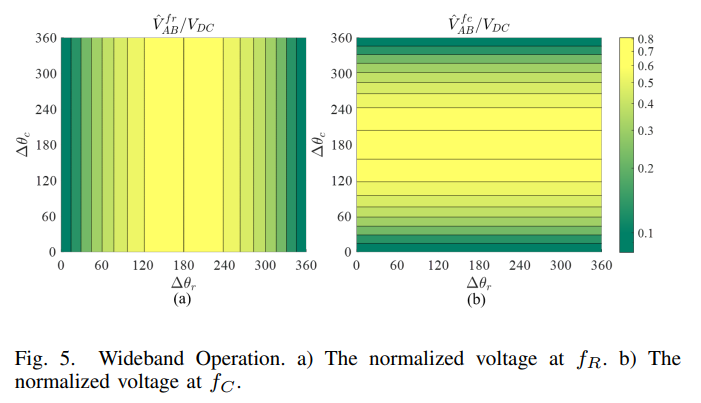 V̂_{AB}^{fr}/V_{DC}
V̂_{AB}^{fc}/V_{DC}
360
300
240
180
120
60
0
Δθ_c
0 60 120 180 240 300 360
Δθ_r
(a)
360
300
240
180
120
60
0
Δθ_c
0 60 120 180 240 300 360
Δθ_r
(b)
0.8
0.7
0.6
0.5
0.4
0.3
0.2
0.1
Fig. 5. Wideband Operation. a) The normalized voltage at f_R. b) The
normalized voltage at f_C.